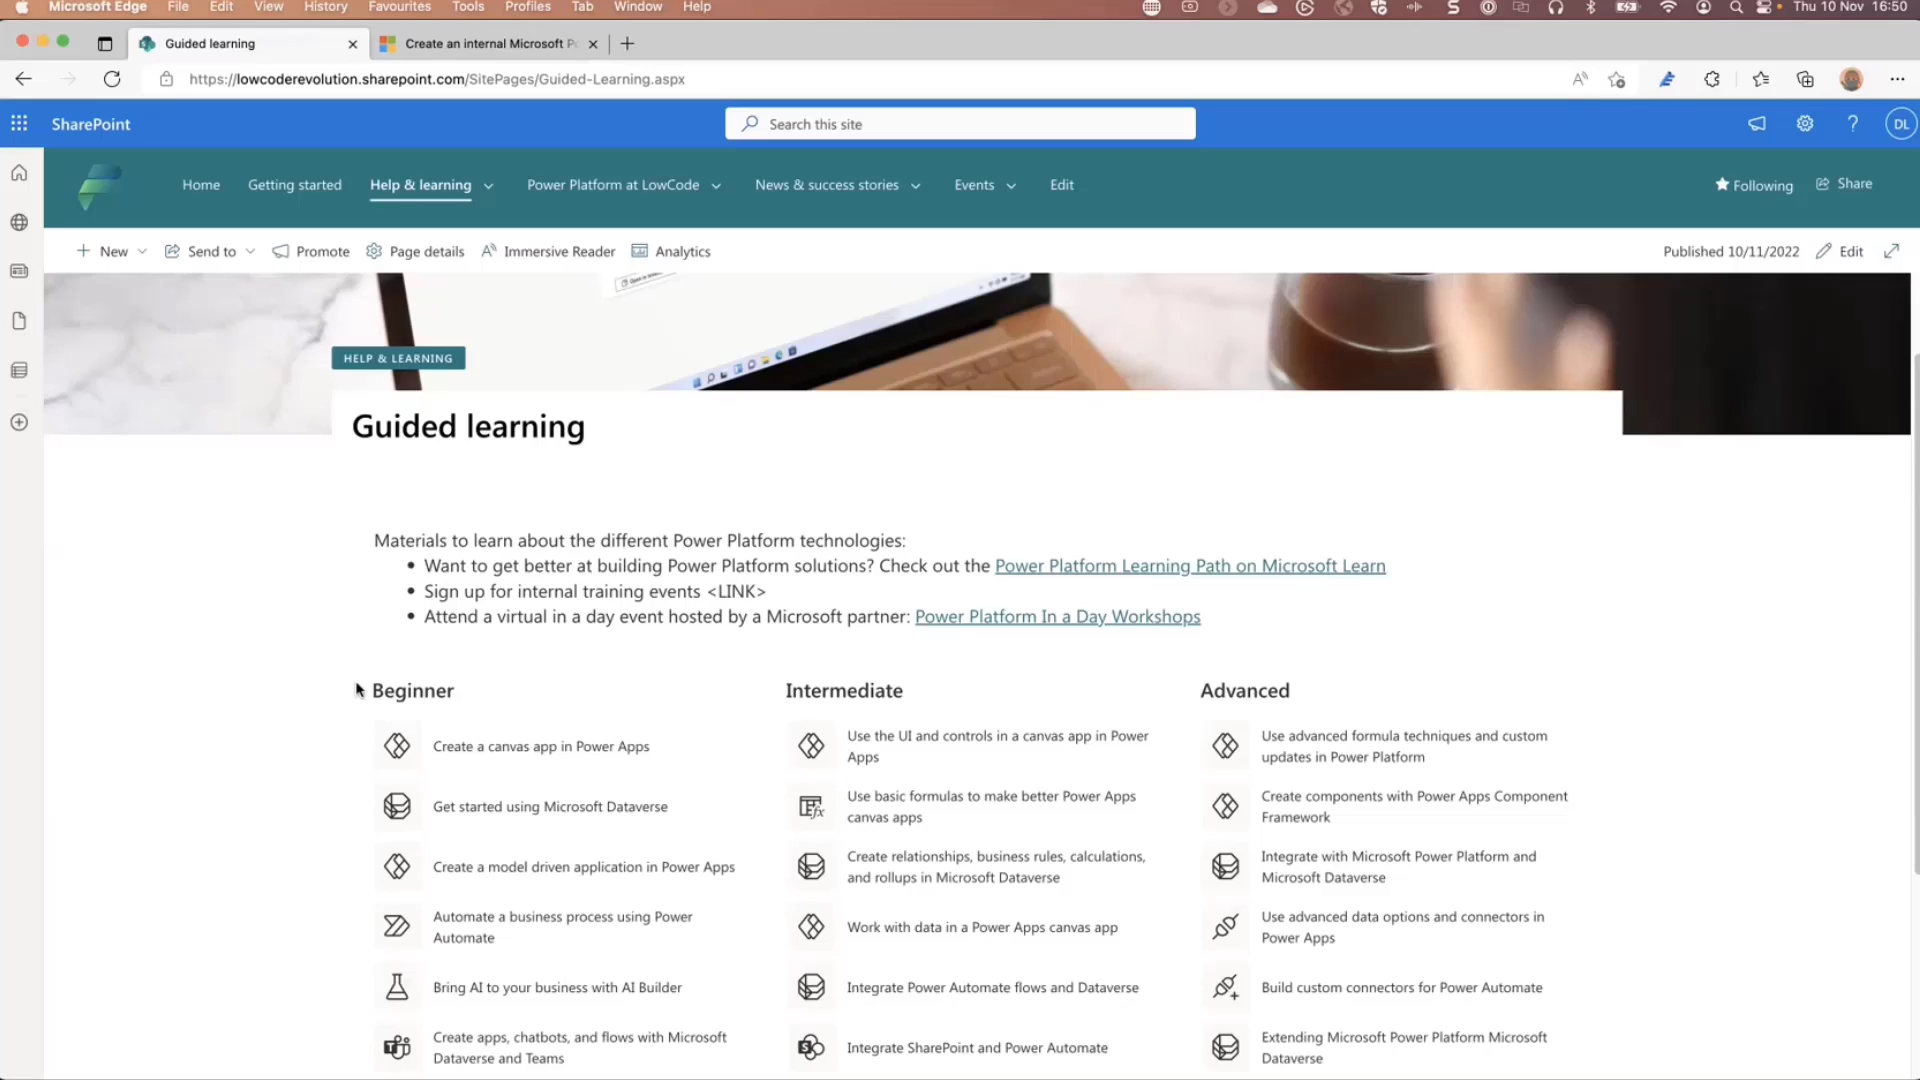 Microsoft Edge File Edit View History Favourites Tools Profiles Tab Window Help Thu 10 Nov 16:50
Guided learning
Create an internal Microsoft Po
https://lowcoderevolution.sharepoint.com/SitePages/Guided-Learning.aspx
SharePoint
Search this site
DL
Home Getting started Help & learning Power Platform at LowCode News & success stories Events Edit
Following Share
New Send to Promote Page details Immersive Reader Analytics
Published 10/11/2022 Edit
HELP & LEARNING
Guided learning
Materials to learn about the different Power Platform technologies:
• Want to get better at building Power Platform solutions? Check out the Power Platform Learning Path on Microsoft Learn
• Sign up for internal training events <LINK>
• Attend a virtual in a day event hosted by a Microsoft partner: Power Platform In a Day Workshops
Beginner
Create a canvas app in Power Apps
Get started using Microsoft Dataverse
Create a model driven application in Power Apps
Automate a business process using Power
Automate
Bring AI to your business with AI Builder
Create apps, chatbots, and flows with Microsoft
Dataverse and Teams
Intermediate
Use the UI and controls in a canvas app in Power
Apps
Use basic formulas to make better Power Apps
canvas apps
Create relationships, business rules, calculations,
and rollups in Microsoft Dataverse
Work with data in a Power Apps canvas app
Integrate Power Automate flows and Dataverse
Integrate SharePoint and Power Automate
Advanced
Use advanced formula techniques and custom
updates in Power Platform
Create components with Power Apps Component
Framework
Integrate with Microsoft Power Platform and
Microsoft Dataverse
Use advanced data options and connectors in
Power Apps
Build custom connectors for Power Automate
Extending Microsoft Power Platform Microsoft
Dataverse